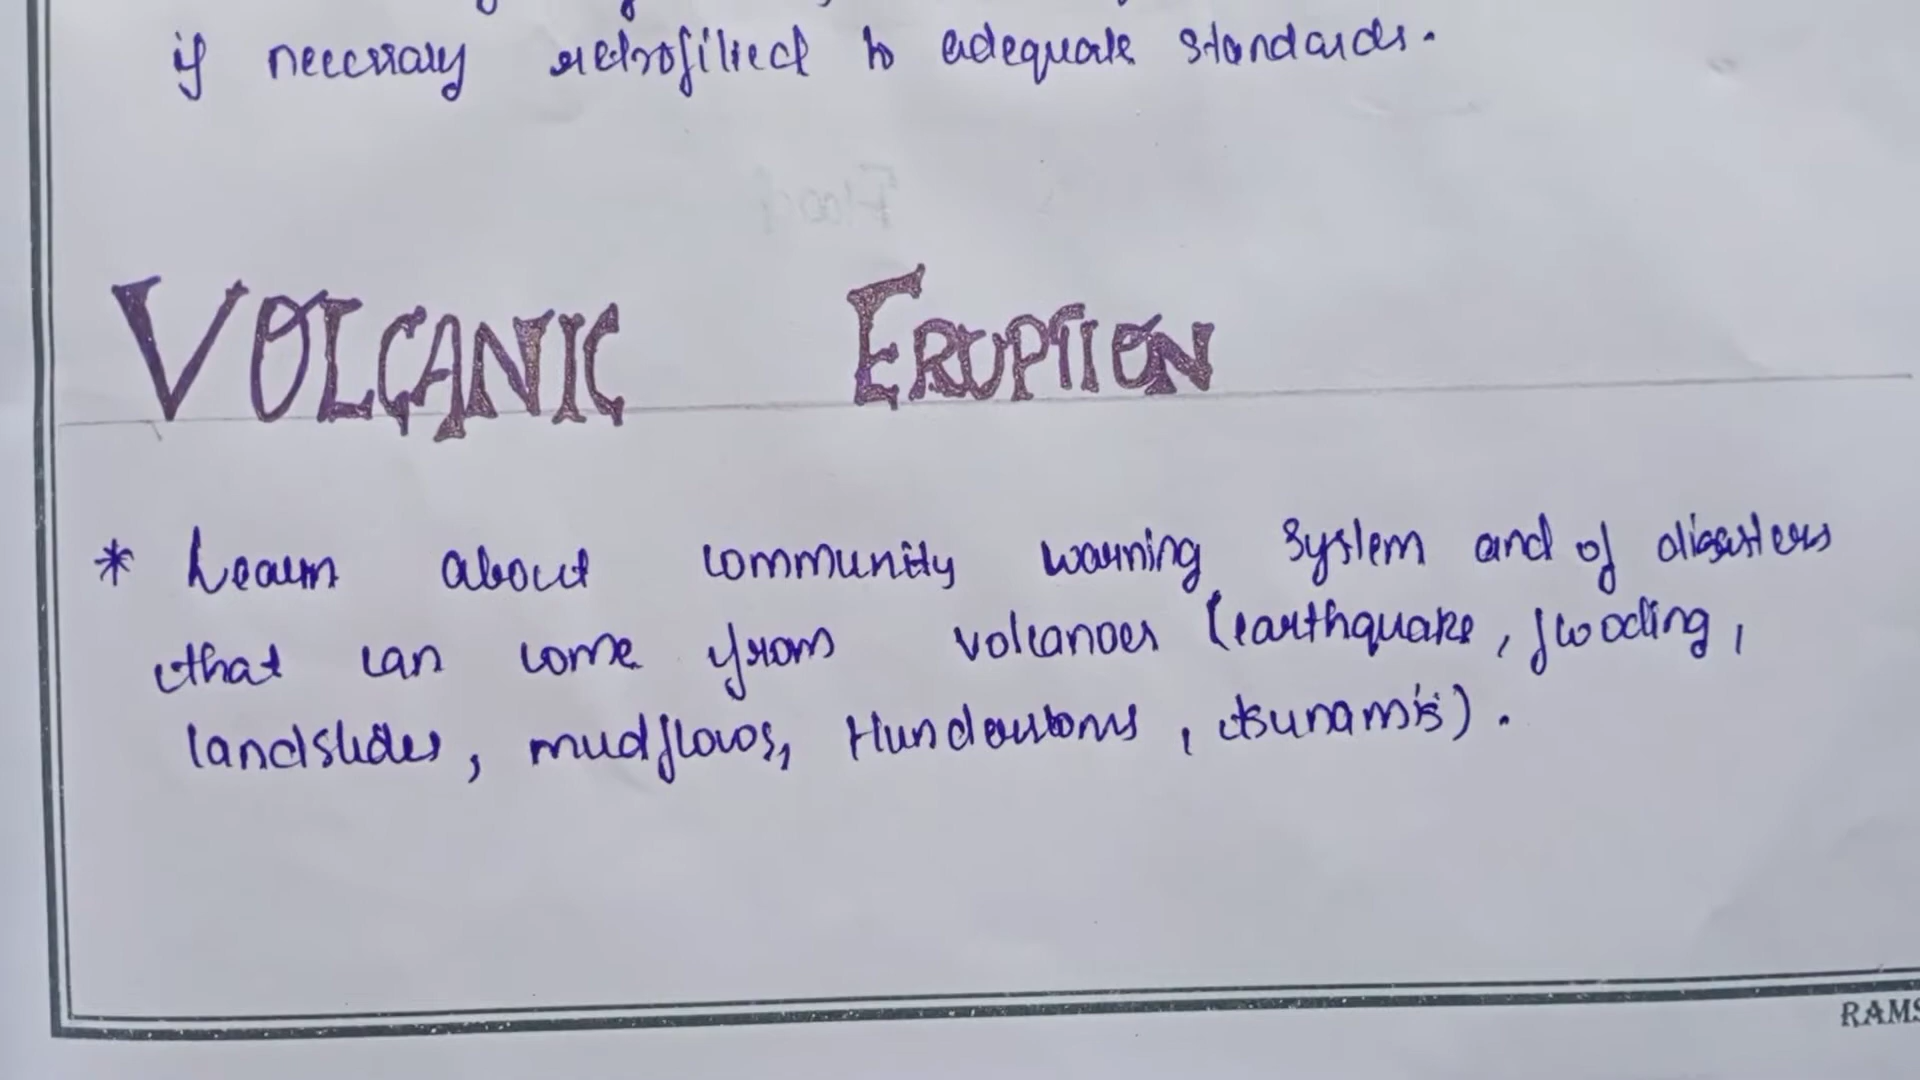 if necessary retrofitted to adequate standards.
VOLCANIC ERUPTION
* Learn about community warning system and of disasters
that can come from volcanoes (earthquake, flooding,
landslides, mudflows, thunderstorms, tsunamis).
RAMS